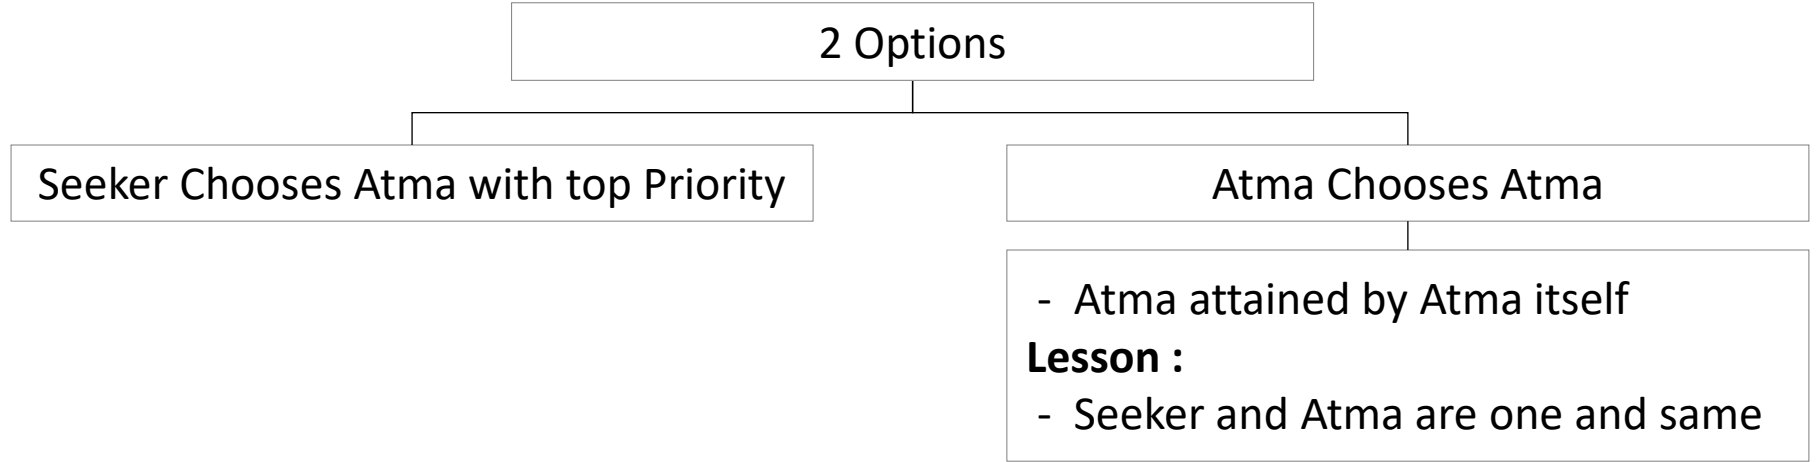 2 Options
Seeker Chooses Atma with top Priority
Atma Chooses Atma
- Atma attained by Atma itself
Lesson :
- Seeker and Atma are one and same